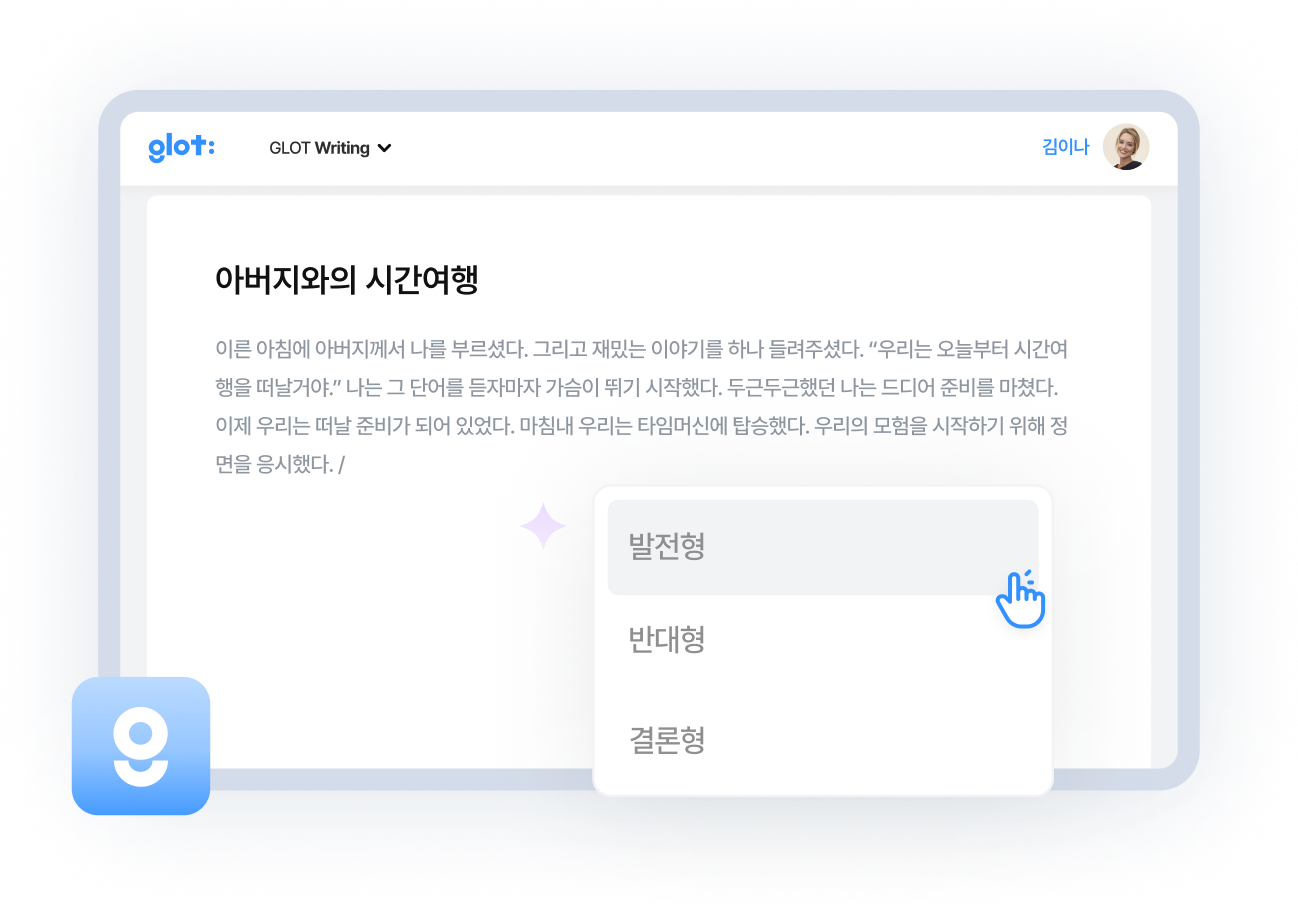 glot:
GLOT Writing
김이나
아버지와의 시간여행
이른 아침에 아버지께서 나를 부르셨다. 그리고 재밌는 이야기를 하나 들려주셨다. “우리는 오늘부터 시간여
행을 떠날거야.” 나는 그 단어를 듣자마자 가슴이 뛰기 시작했다. 두근두근했던 나는 드디어 준비를 마쳤다.
이제 우리는 떠날 준비가 되어 있었다. 마침내 우리는 타임머신에 탑승했다. 우리의 모험을 시작하기 위해 정
면을 응시했다. /
발전형
반대형
결론형
g